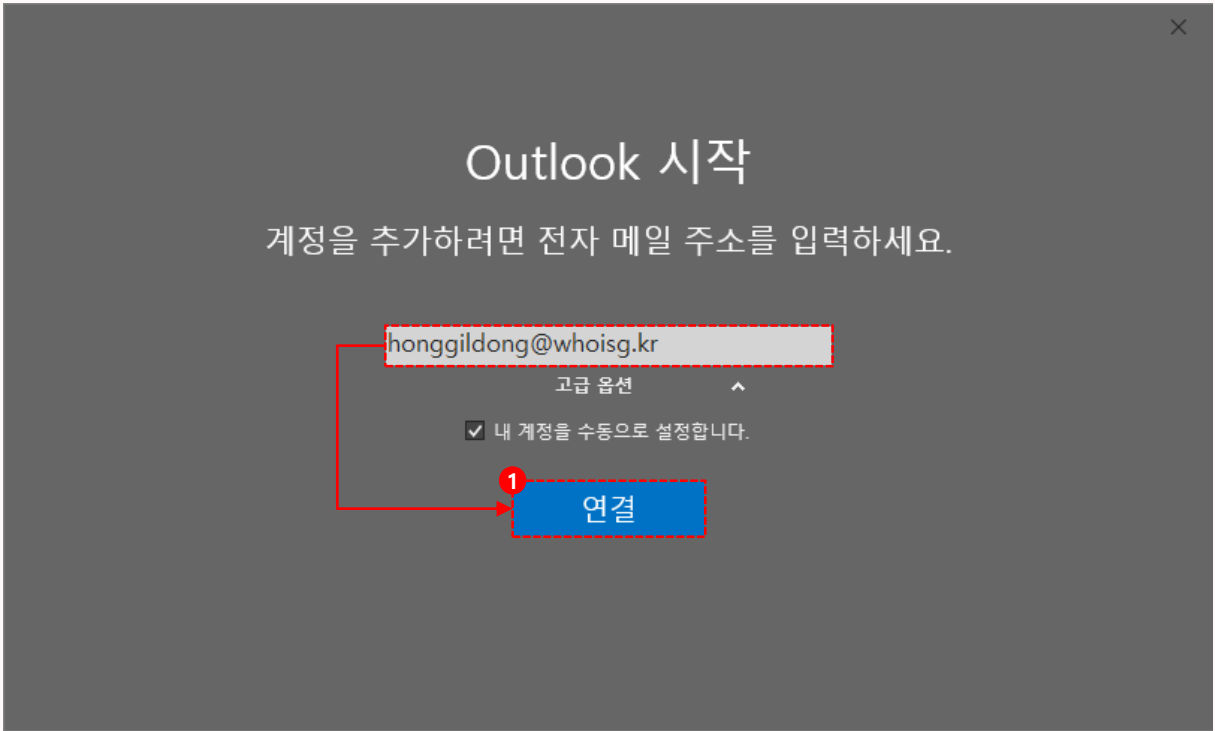 Outlook 시작
계정을 추가하려면 전자 메일 주소를 입력하세요.
honggildong@whoisg.kr
고급 옵션
내 계정을 수동으로 설정합니다.
1
연결